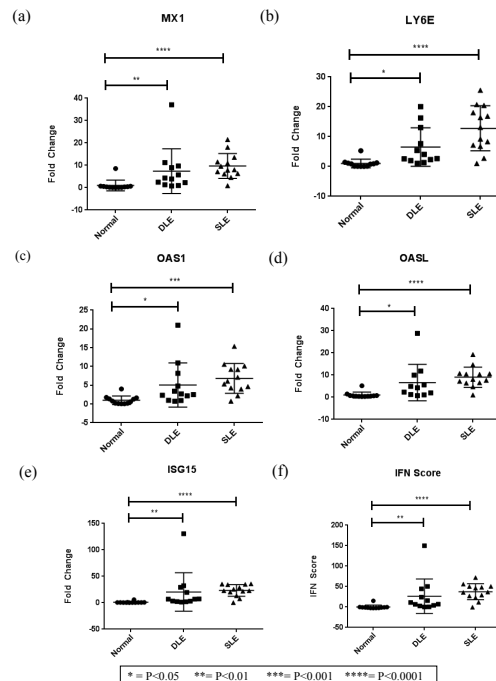 (a)
MX1
****
**
Fold Change
40
30
20
10
0
-10
Normal
DLE
SLE
(b)
LY6E
****
*
Fold Change
30
20
10
0
-10
Normal
DLE
SLE
(c)
OAS1
***
*
Fold Change
25
20
15
10
5
0
-5
Normal
DLE
SLE
(d)
OASL
****
*
Fold Change
40
30
20
10
0
-10
Normal
DLE
SLE
(e)
ISG15
****
**
Fold Change
150
100
50
0
-50
Normal
DLE
SLE
(f)
IFN Score
****
**
IFN Score
200
150
100
50
0
-50
Normal
DLE
SLE
* = P<0.05 **= P<0.01 ***= P<0.001 ****= P<0.0001